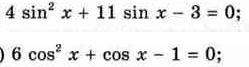 4 sin² x + 11 sin x − 3 = 0;
) 6 cos² x + cos x − 1 = 0;